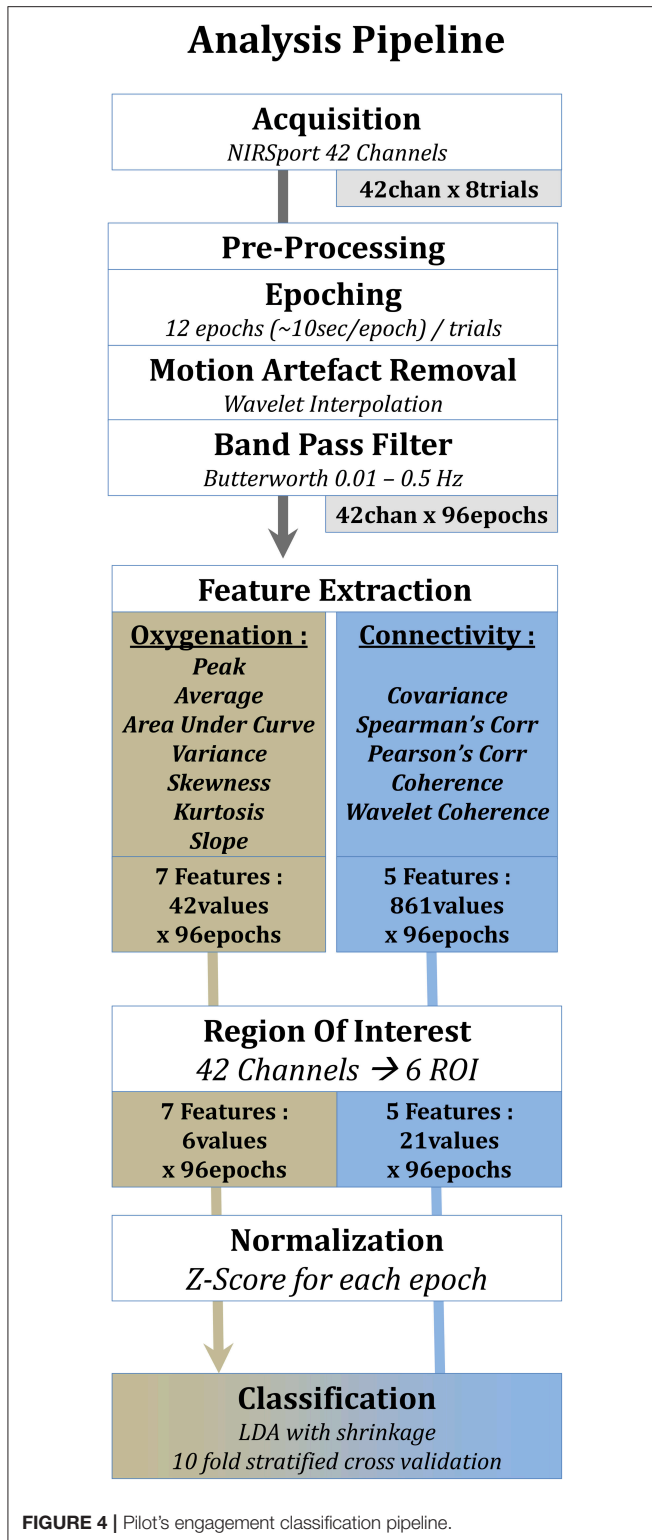 Analysis Pipeline
Acquisition
NIRSport 42 Channels
42chan x 8trials
Pre-Processing
Epoching
12 epochs (~10sec/epoch) / trials
Motion Artefact Removal
Wavelet Interpolation
Band Pass Filter
Butterworth 0.01 – 0.5 Hz
42chan x 96epochs
Feature Extraction
Oxygenation :
Peak
Average
Area Under Curve
Variance
Skewness
Kurtosis
Slope
7 Features :
42values
x 96epochs
Connectivity :
Covariance
Spearman's Corr
Pearson's Corr
Coherence
Wavelet Coherence
5 Features :
861values
x 96epochs
Region Of Interest
42 Channels → 6 ROI
7 Features :
6values
x 96epochs
5 Features :
21values
x 96epochs
Normalization
Z-Score for each epoch
Classification
LDA with shrinkage
10 fold stratified cross validation
FIGURE 4 | Pilot's engagement classification pipeline.